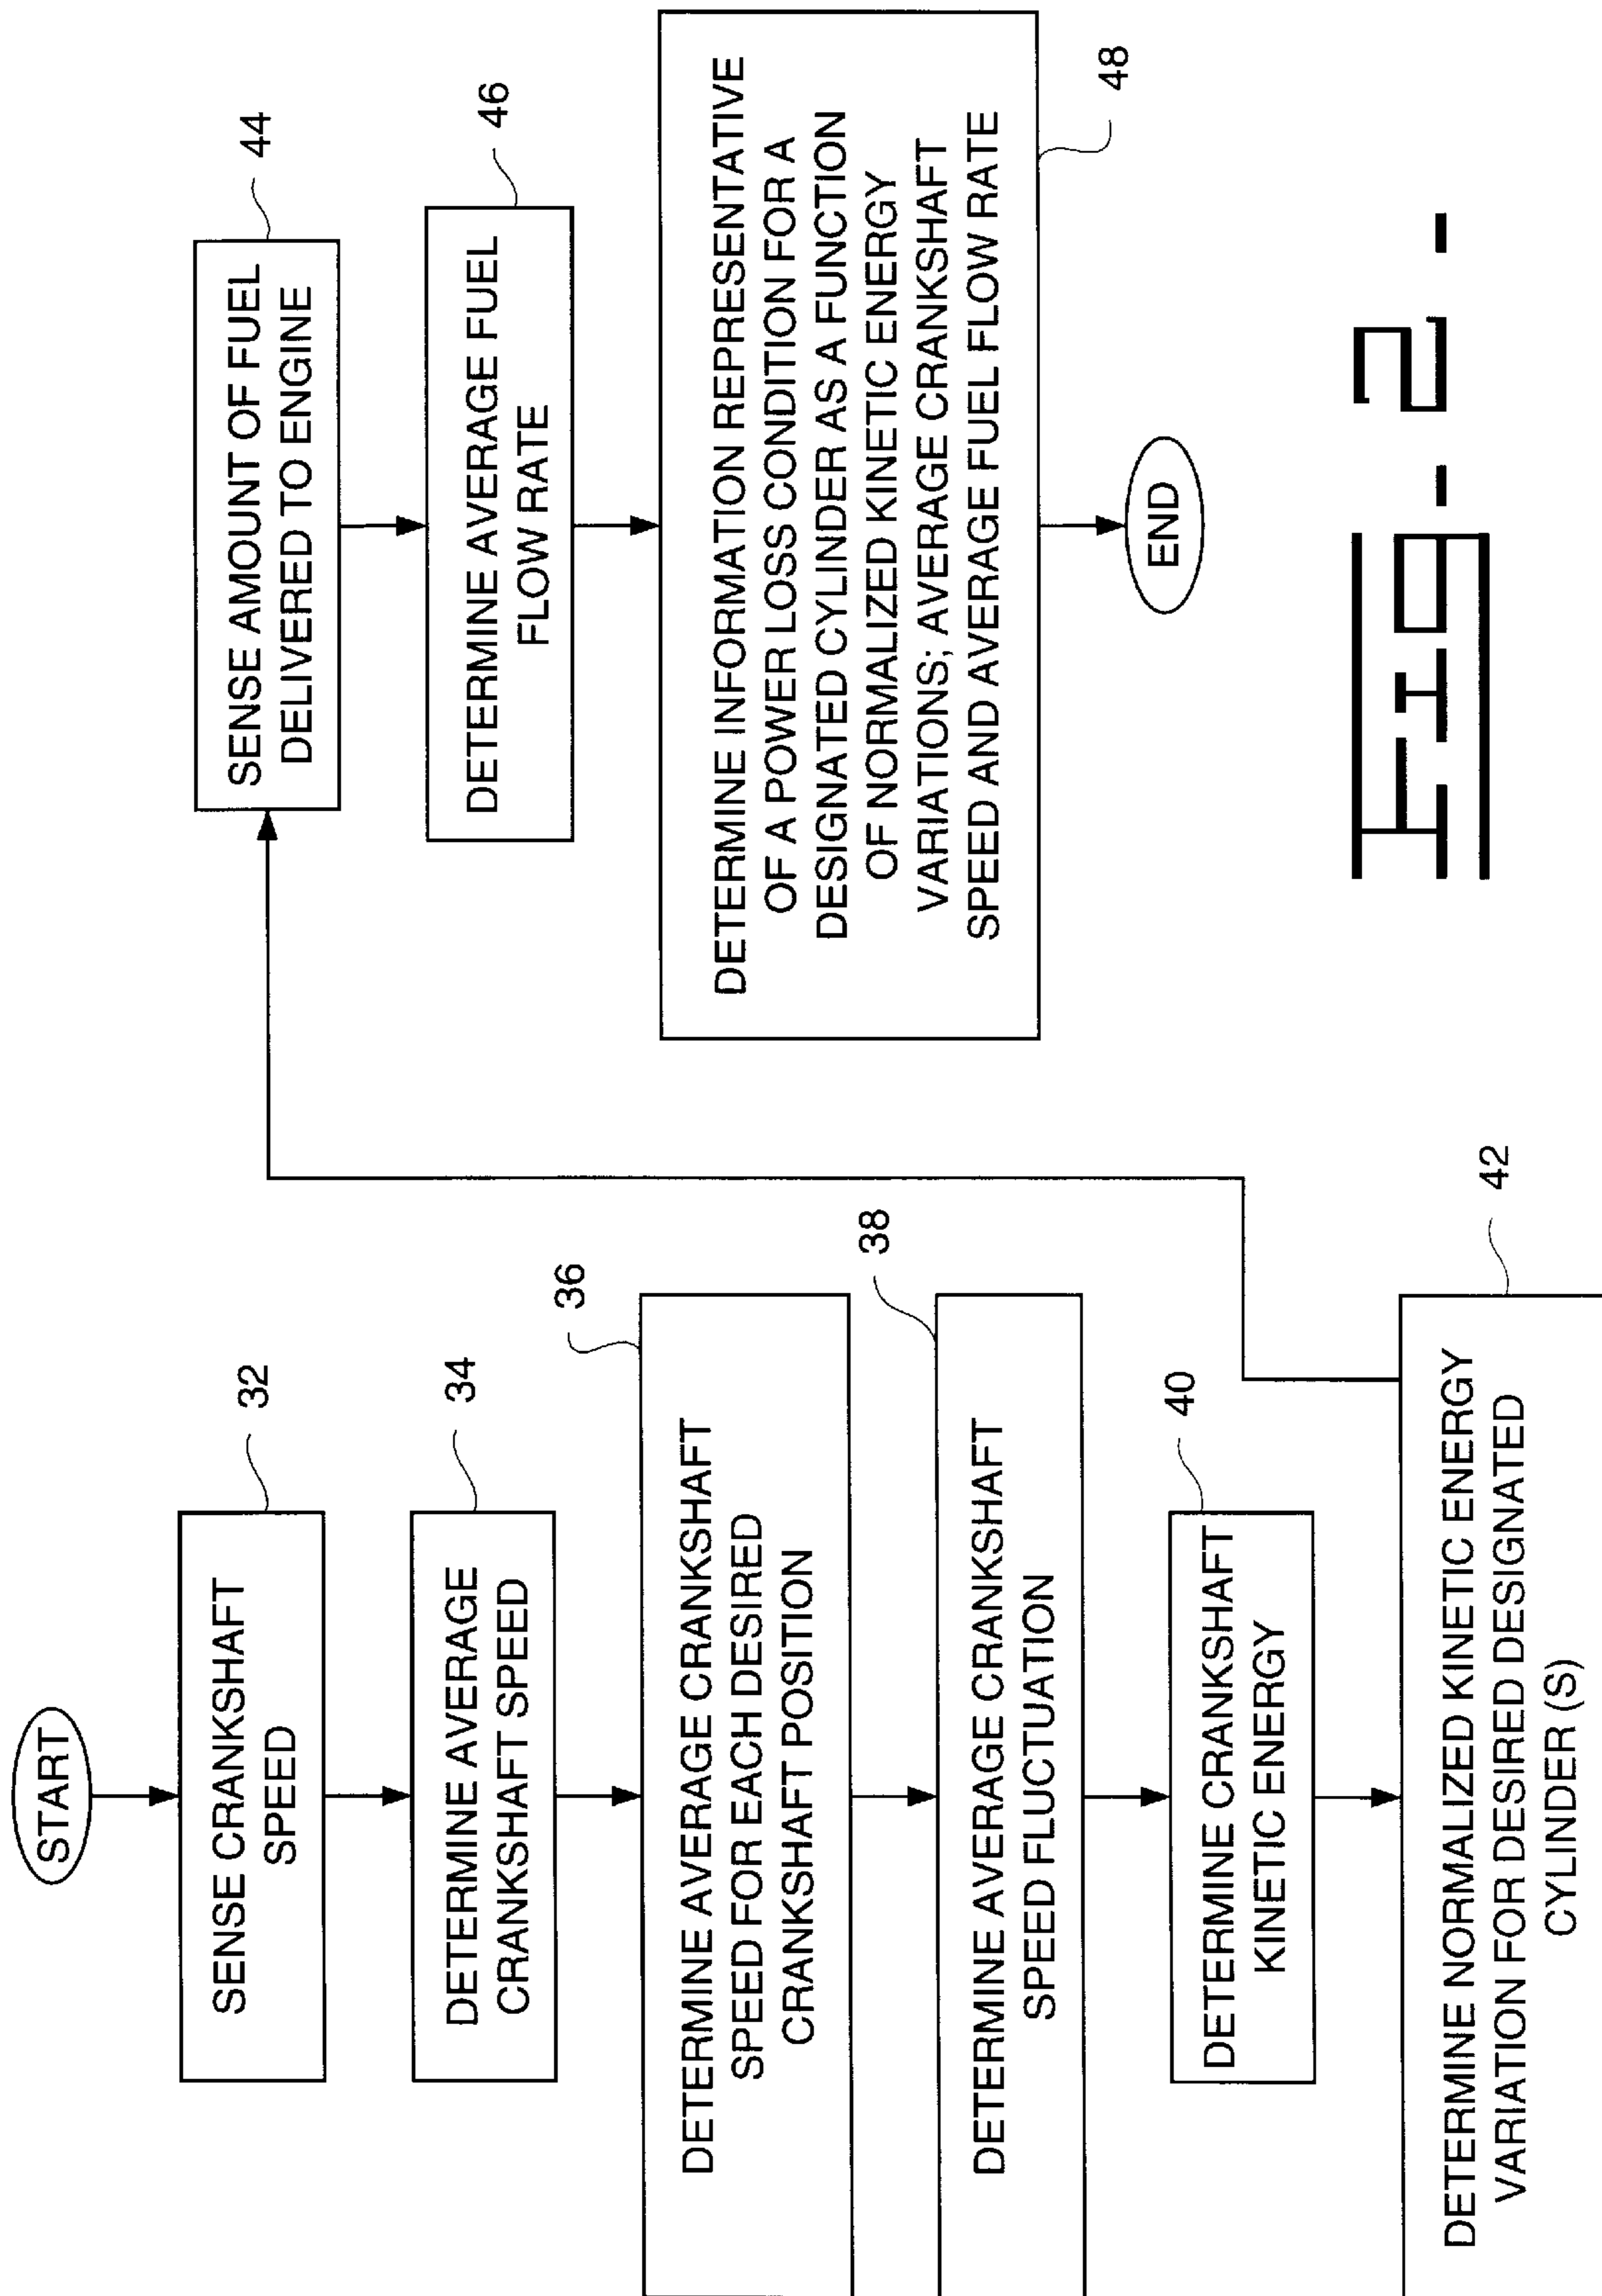 START
SENSE CRANKSHAFT
SPEED
32
DETERMINE AVERAGE
CRANKSHAFT SPEED
34
DETERMINE AVERAGE CRANKSHAFT
SPEED FOR EACH DESIRED
CRANKSHAFT POSITION
36
DETERMINE AVERAGE CRANKSHAFT
SPEED FLUCTUATION
38
DETERMINE CRANKSHAFT
KINETIC ENERGY
40
DETERMINE NORMALIZED KINETIC ENERGY
VARIATION FOR DESIRED DESIGNATED
CYLINDER (S)
42
SENSE AMOUNT OF FUEL
DELIVERED TO ENGINE
44
DETERMINE AVERAGE FUEL
FLOW RATE
46
DETERMINE INFORMATION REPRESENTATIVE
OF A POWER LOSS CONDITION FOR A
DESIGNATED CYLINDER AS A FUNCTION
OF NORMALIZED KINETIC ENERGY
VARIATIONS; AVERAGE CRANKSHAFT
SPEED AND AVERAGE FUEL FLOW RATE
48
END
FIG - 2 -